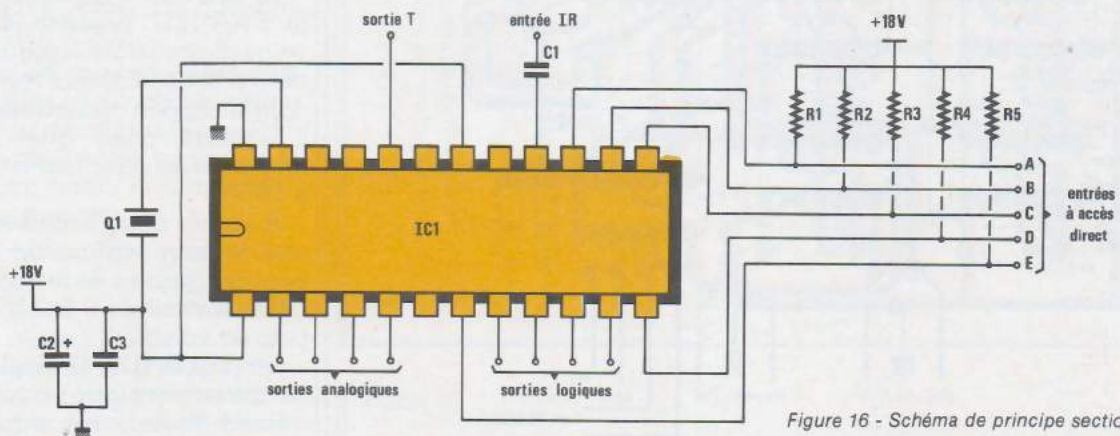 sortie T
entrée IR
C1
+18V
R1
R2
R3
R4
R5
A
B
C
D
E
entrées
à accès
direct
Q1
IC1
+18V
C2
+
C3
sorties analogiques
sorties logiques
Figure 16 - Schéma de principe sectio